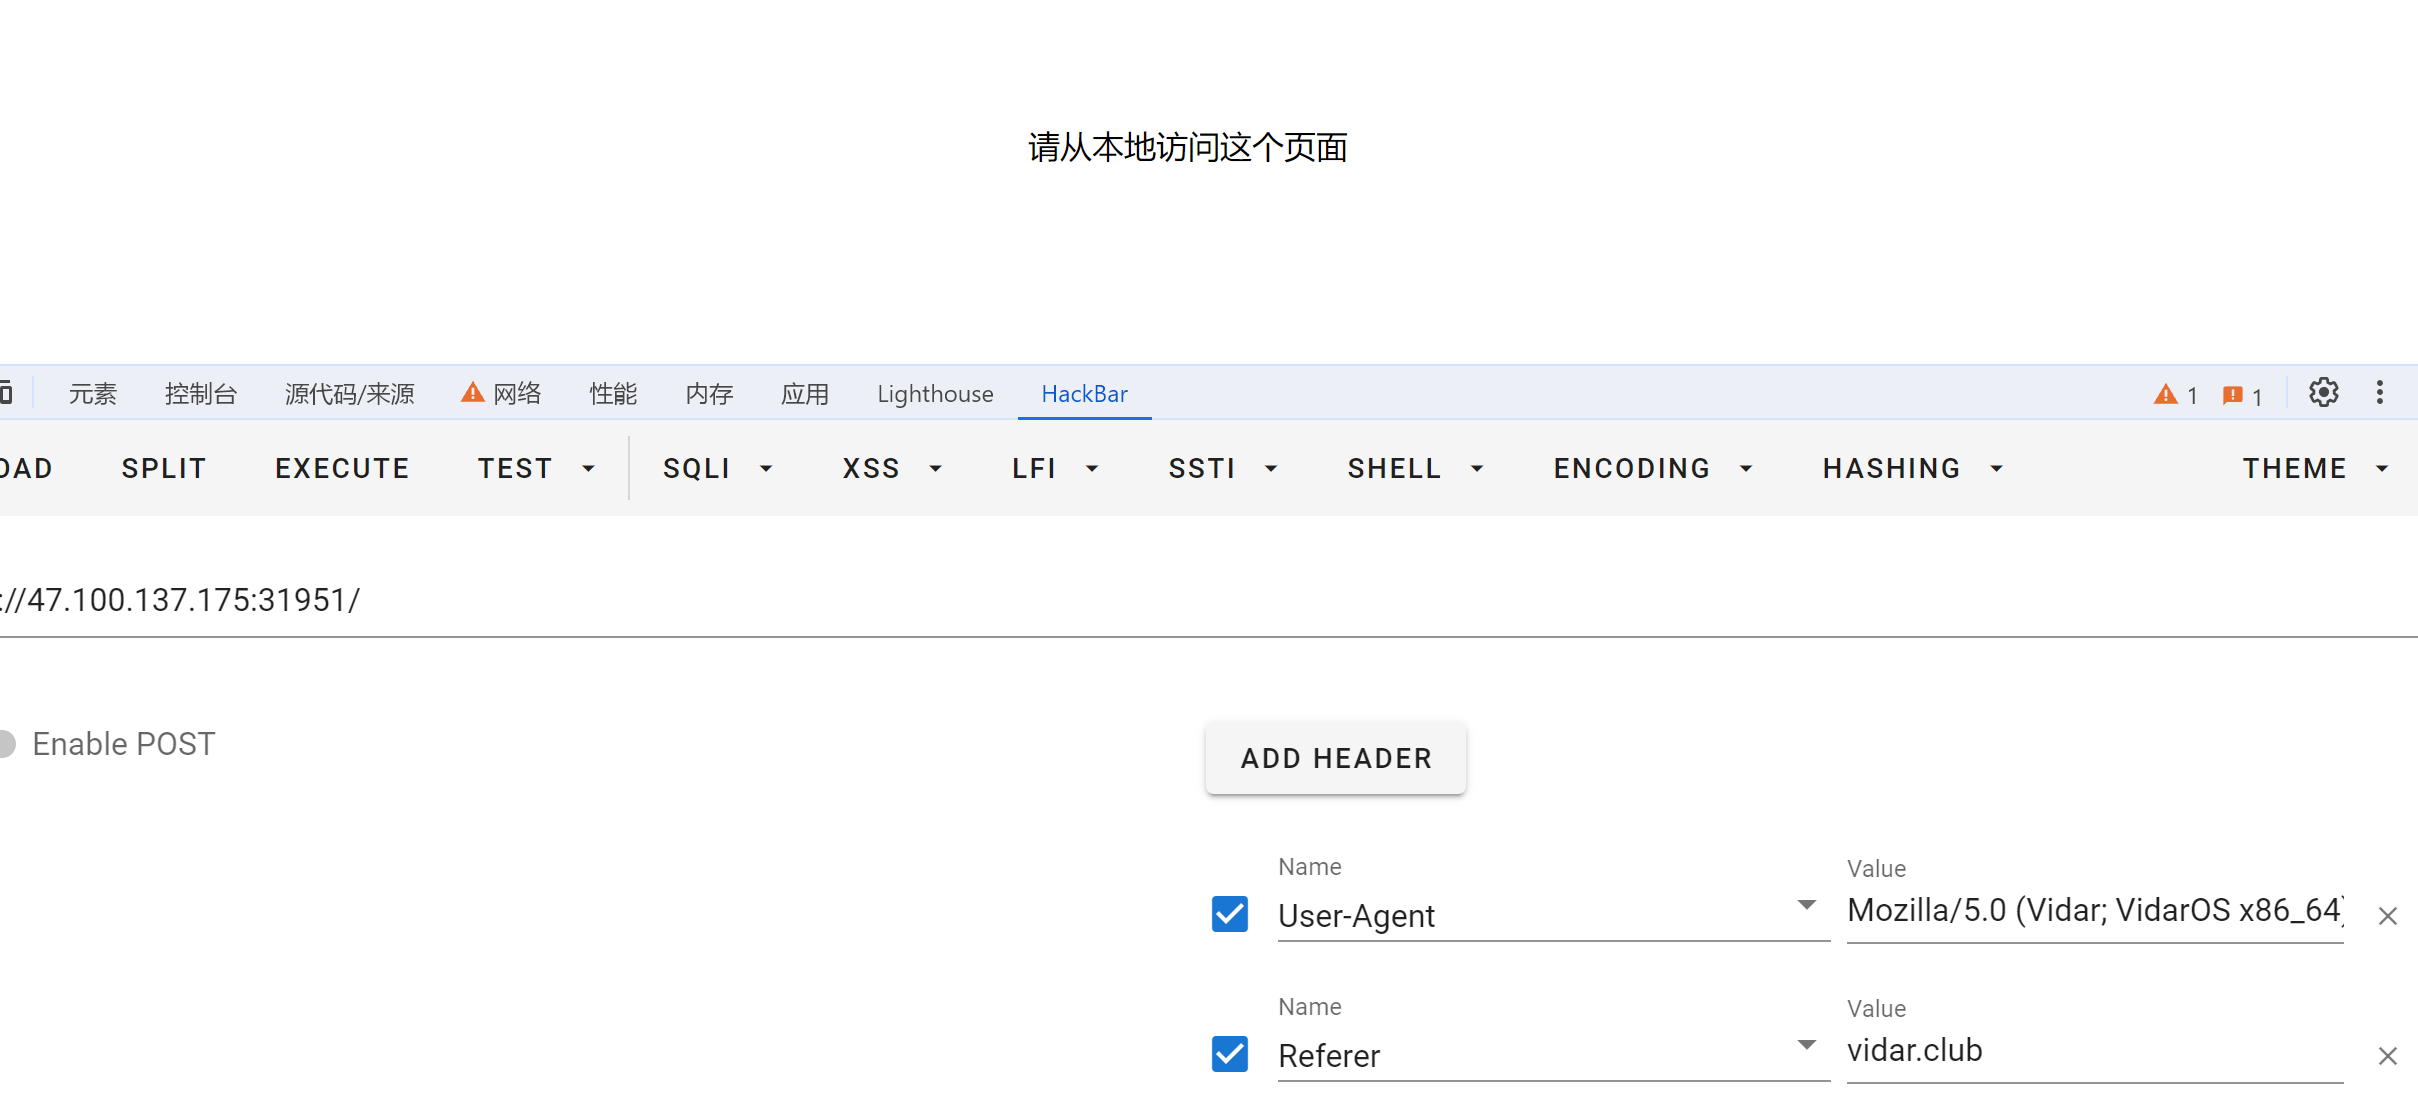 请从本地访问这个页面
元素 控制台 源代码/来源 网络 性能 内存 应用 Lighthouse HackBar 1 1
OAD SPLIT EXECUTE TEST SQLI XSS LFI SSTI SHELL ENCODING HASHING THEME
://47.100.137.175:31951/
Enable POST
ADD HEADER
Name Value
User-Agent Mozilla/5.0 (Vidar; VidarOS x86_64)
Name Value
Referer vidar.club